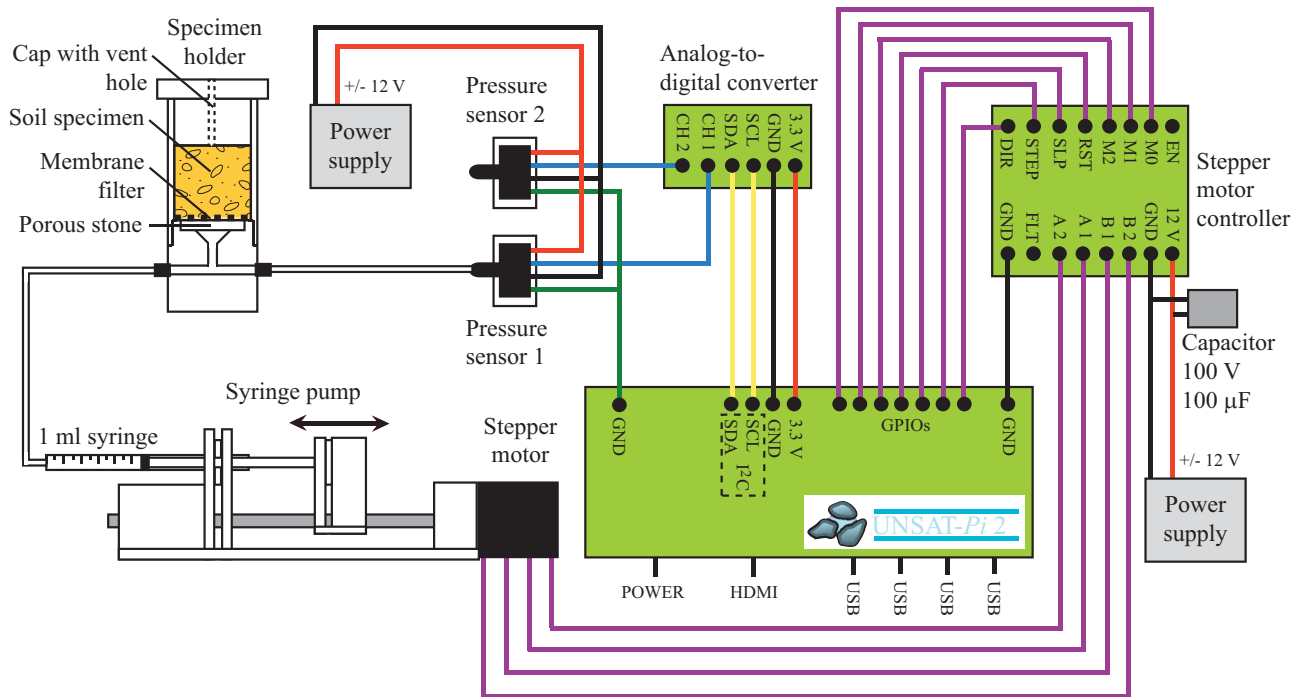 Specimen
holder
Cap with vent
hole
Soil specimen
Membrane
filter
Porous stone
+/- 12 V
Power
supply
Pressure
sensor 2
Pressure
sensor 1
Analog-to-
digital converter
CH 2
CH 1
SDA
SCL
GND
3.3 V
DIR
STEP
SLP
RST
M2
M1
M0
EN
GND
FLT
A 2
A 1
B 1
B 2
GND
12 V
Stepper
motor
controller
Capacitor
100 V
100 µF
+/- 12 V
Power
supply
Syringe pump
1 ml syringe
Stepper
motor
GND
SDA
SCL
I²C
GND
3.3 V
GPIOs
GND
UNSAT-Pi 2
POWER
HDMI
USB
USB
USB
USB